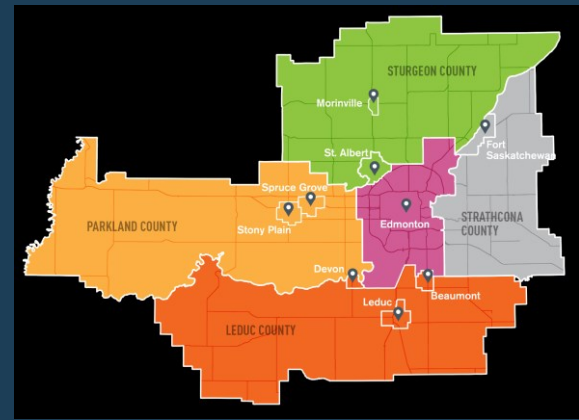 STURGEON COUNTY
Morinville
St. Albert
Fort
Saskatchewan
Spruce Grove
Stony Plain
Edmonton
PARKLAND COUNTY
STRATHCONA
COUNTY
Devon
Beaumont
Leduc
LEDUC COUNTY